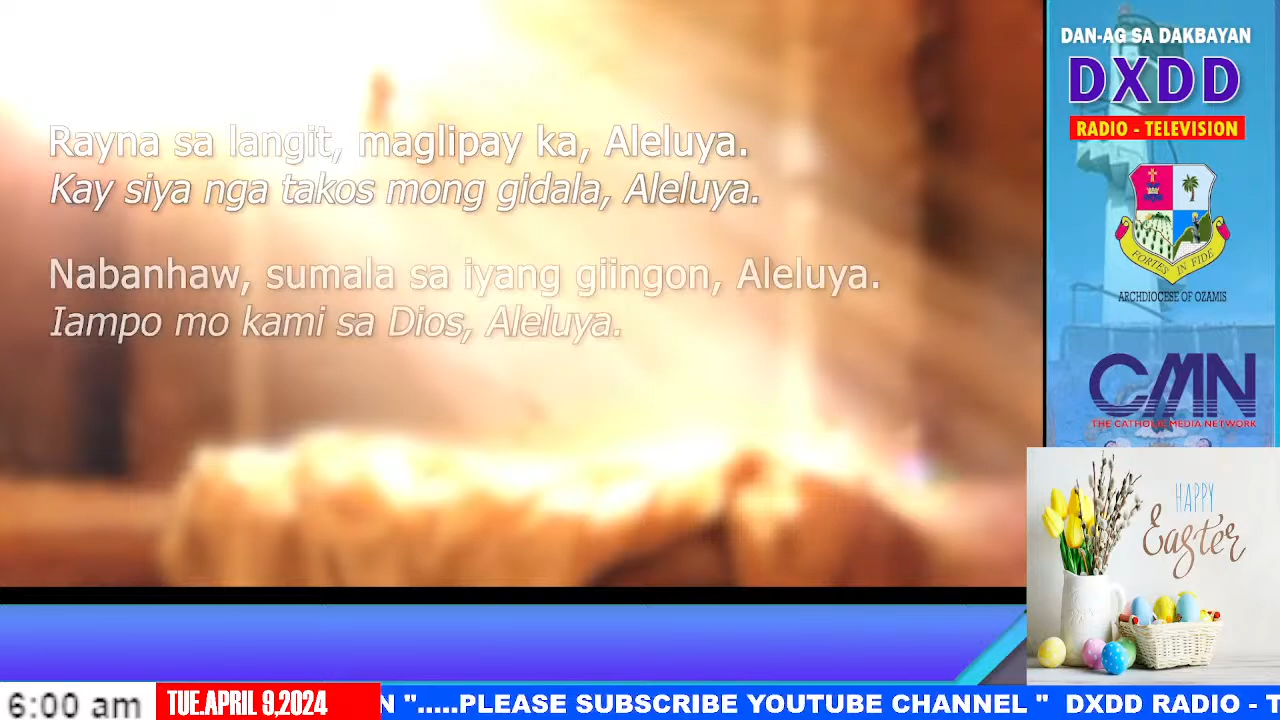 Rayna sa langit, maglipay ka, Aleluya.
Kay siya nga takos mong gidala, Aleluya.
Nabanhaw, sumala sa iyang giingon, Aleluya.
Iampo mo kami sa Dios, Aleluya.
DAN-AG SA DAKBAYAN
DXDD
RADIO - TELEVISION
FORTES IN FIDE
ARCHDIOCESE OF OZAMIS
CMN
THE CATHOLIC MEDIA NETWORK
HAPPY
Easter
6:00 am
TUE.APRIL 9,2024
N ".....PLEASE SUBSCRIBE YOUTUBE CHANNEL " DXDD RADIO - T